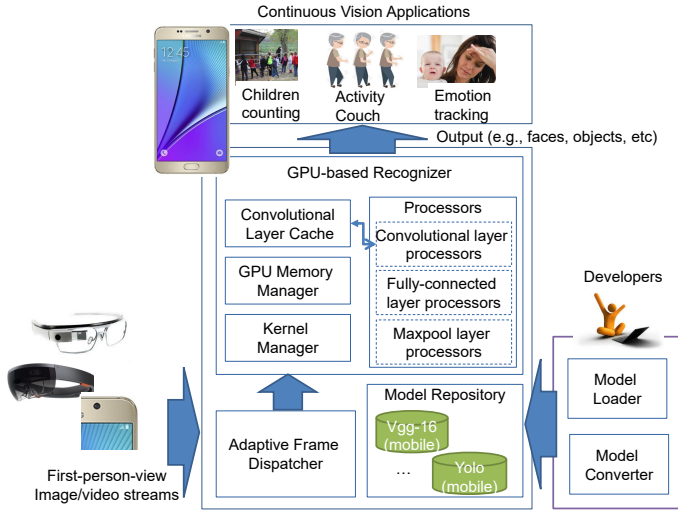 Continuous Vision Applications
12:45
Children
counting
Activity
Couch
Emotion
tracking
Output (e.g., faces, objects, etc)
GPU-based Recognizer
Convolutional
Layer Cache
GPU Memory
Manager
Kernel
Manager
Processors
Convolutional layer
processors
Fully-connected
layer processors
Maxpool layer
processors
Developers
Model
Loader
Model
Converter
Adaptive Frame
Dispatcher
Model Repository
Vgg-16
(mobile)
...
Yolo
(mobile)
First-person-view
Image/video streams